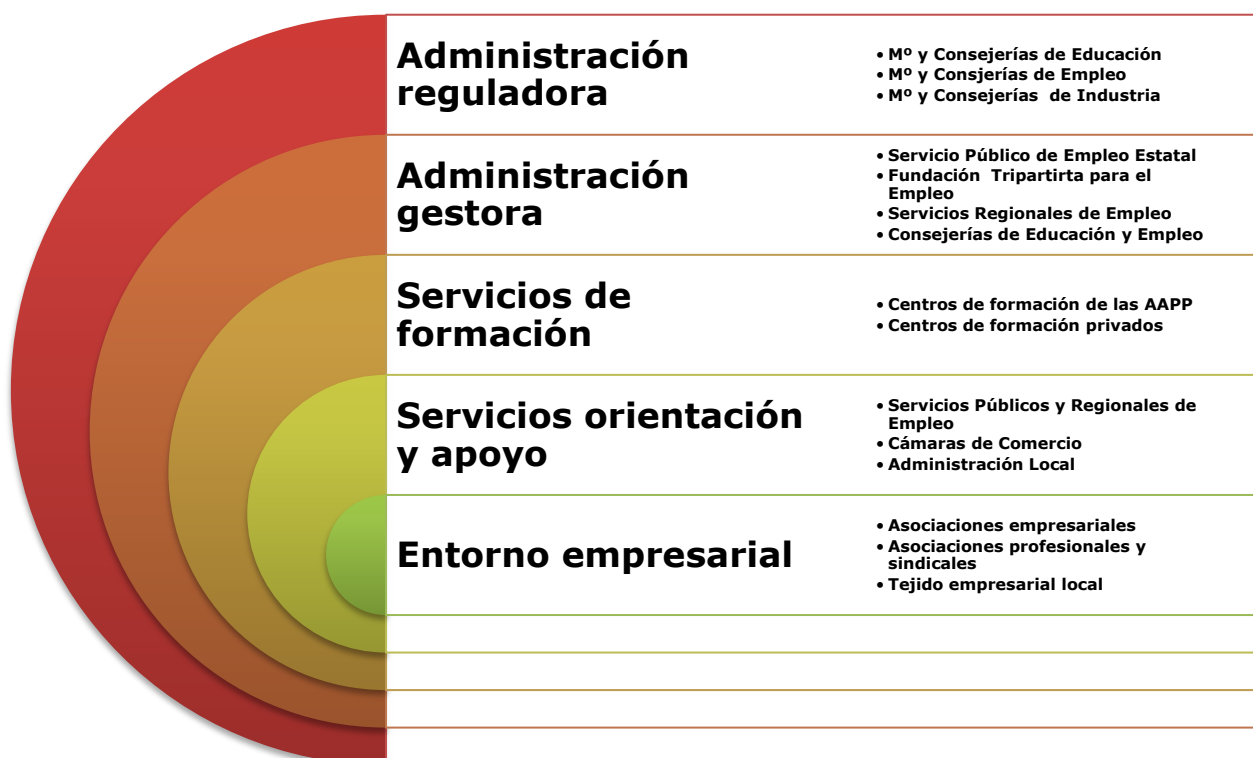 Administración
reguladora
• Mº y Consejerías de Educación
• Mº y Consjerías de Empleo
• Mº y Consejerías de Industria
Administración
gestora
• Servicio Público de Empleo Estatal
• Fundación Tripartirta para el
Empleo
• Servicios Regionales de Empleo
• Consejerías de Educación y Empleo
Servicios de
formación
• Centros de formación de las AAPP
• Centros de formación privados
Servicios orientación
y apoyo
• Servicios Públicos y Regionales de
Empleo
• Cámaras de Comercio
• Administración Local
Entorno empresarial
• Asociaciones empresariales
• Asociaciones profesionales y
sindicales
• Tejido empresarial local